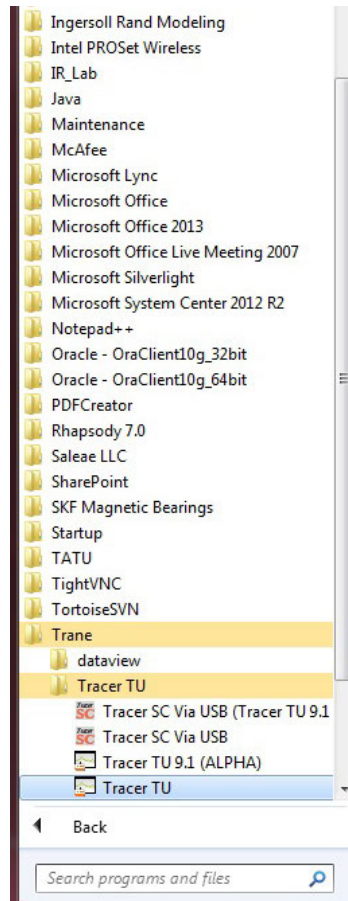 Ingersoll Rand Modeling
Intel PROSet Wireless
IR_Lab
Java
Maintenance
McAfee
Microsoft Lync
Microsoft Office
Microsoft Office 2013
Microsoft Office Live Meeting 2007
Microsoft Silverlight
Microsoft System Center 2012 R2
Notepad++
Oracle - OraClient10g_32bit
Oracle - OraClient10g_64bit
PDFCreator
Rhapsody 7.0
Saleae LLC
SharePoint
SKF Magnetic Bearings
Startup
TATU
TightVNC
TortoiseSVN
Trane
dataview
Tracer TU
Tracer SC Tracer SC Via USB (Tracer TU 9.1
Tracer SC Tracer SC Via USB
Tracer TU 9.1 (ALPHA)
Tracer TU
Back
Search programs and files